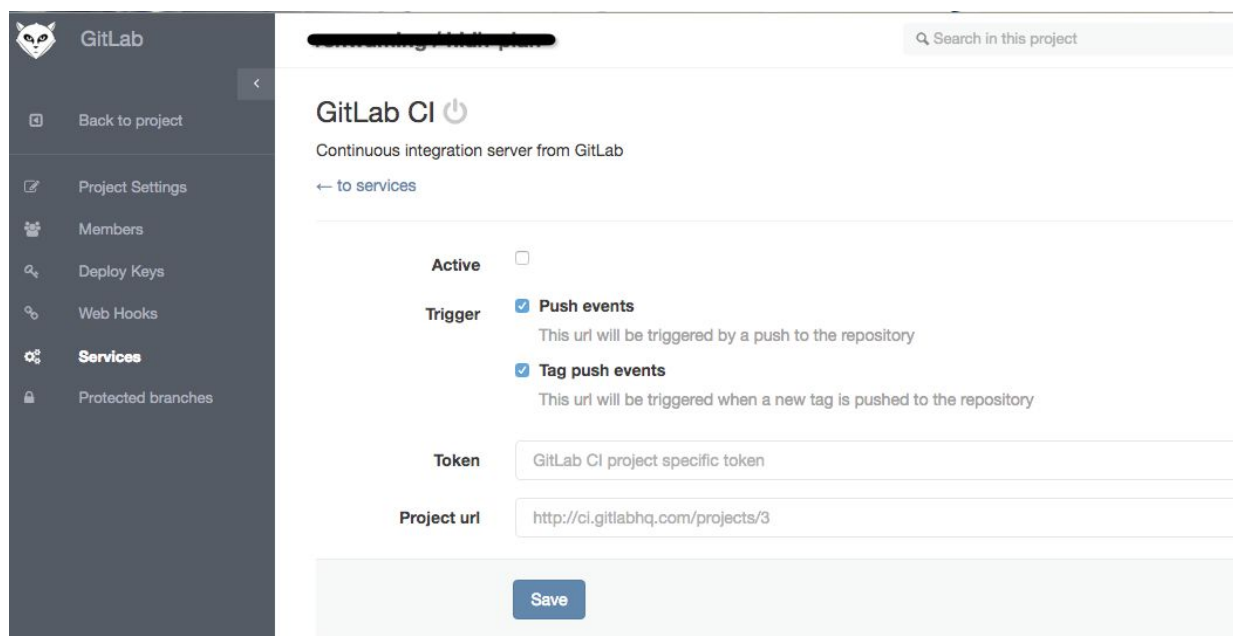 GitLab
Search in this project
Back to project
Project Settings
Members
Deploy Keys
Web Hooks
Services
Protected branches
GitLab CI
Continuous integration server from GitLab
← to services
Active
Trigger
Push events
This url will be triggered by a push to the repository
Tag push events
This url will be triggered when a new tag is pushed to the repository
Token
GitLab CI project specific token
Project url
http://ci.gitlabhq.com/projects/3
Save